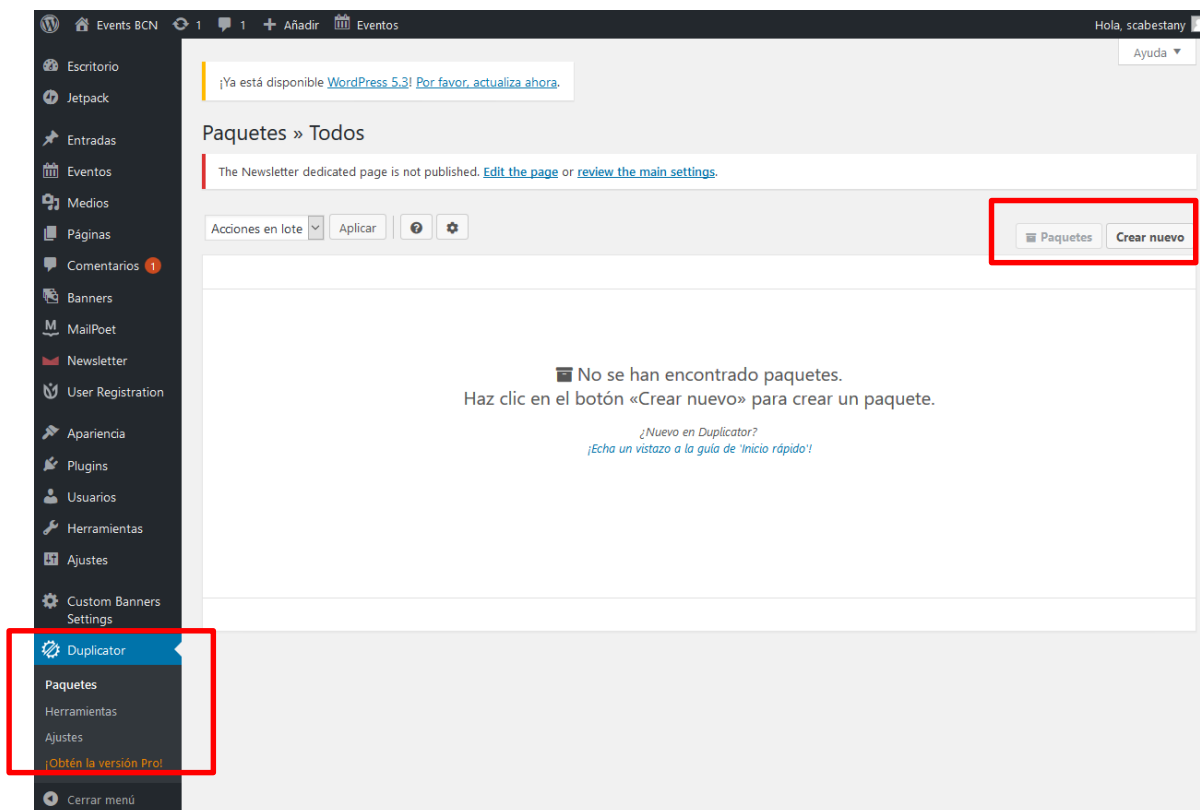 Events BCN 1 1 + Añadir Eventos Hola, scabestany
Ayuda ▼
Escritorio
Jetpack
Entradas
Eventos
Medios
Páginas
Comentarios 1
Banners
MailPoet
Newsletter
User Registration
Apariencia
Plugins
Usuarios
Herramientas
Ajustes
Custom Banners
Settings
Duplicator
Paquetes
Herramientas
Ajustes
¡Obtén la versión Pro!
Cerrar menú
¡Ya está disponible WordPress 5.3! Por favor, actualiza ahora.
Paquetes » Todos
The Newsletter dedicated page is not published. Edit the page or review the main settings.
Acciones en lote Aplicar
Paquetes Crear nuevo
No se han encontrado paquetes.
Haz clic en el botón «Crear nuevo» para crear un paquete.
¿Nuevo en Duplicator?
¡Echa un vistazo a la guía de 'Inicio rápido'!